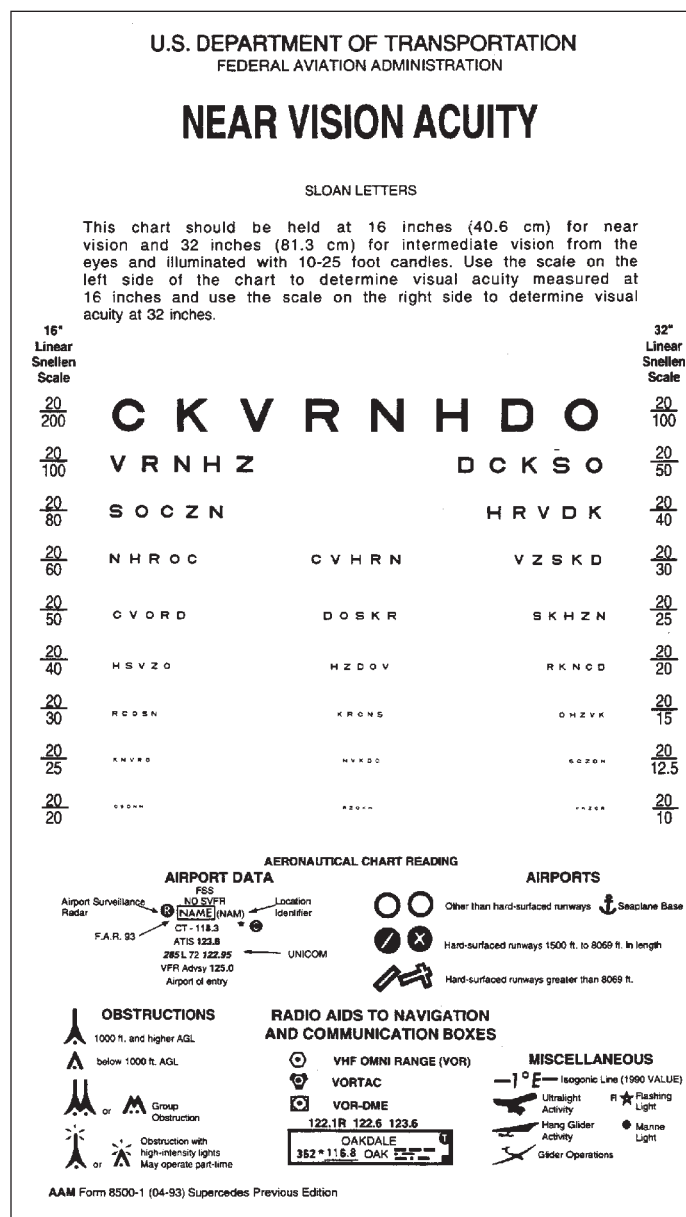 U.S. DEPARTMENT OF TRANSPORTATION
FEDERAL AVIATION ADMINISTRATION
NEAR VISION ACUITY
SLOAN LETTERS
This chart should be held at 16 inches (40.6 cm) for near
vision and 32 inches (81.3 cm) for intermediate vision from the
eyes and illuminated with 10-25 foot candles. Use the scale on the
left side of the chart to determine visual acuity measured at
16 inches and use the scale on the right side to determine visual
acuity at 32 inches.
16" Linear Snellen Scale
32" Linear Snellen Scale
20/200 C K V R N H D O 20/100
20/100 V R N H Z D C K S O 20/50
20/80 S O C Z N H R V D K 20/40
20/60 N H R O C C V H R N V Z S K D 20/30
20/50 C V O R D D O S K R S K H Z N 20/25
20/40 H S V Z O H Z D O V R K N C D 20/20
20/30 R C D S N K R C N S O H Z V K 20/15
20/25 20/12.5
20/20 20/10
AERONAUTICAL CHART READING
AIRPORT DATA
FSS
NO SVFR
Airport Surveillance Radar
R NAME (NAM)
Location Identifier
F.A.R. 93
CT - 118.3 * C
ATIS 123.8
285 L 72 122.95
UNICOM
VFR Advsy 125.0
Airport of entry
AIRPORTS
Other than hard-surfaced runways
Seaplane Base
Hard-surfaced runways 1500 ft. to 8069 ft. in length
Hard-surfaced runways greater than 8069 ft.
OBSTRUCTIONS
1000 ft. and higher AGL
below 1000 ft. AGL
or Group Obstruction
or Obstruction with high-intensity lights May operate part-time
RADIO AIDS TO NAVIGATION
AND COMMUNICATION BOXES
VHF OMNI RANGE (VOR)
VORTAC
VOR-DME
122.1R 122.6 123.6
OAKDALE T
362 * 116.8 OAK
MISCELLANEOUS
1° E Isogonic Line (1990 VALUE)
Ultralight Activity
Fl Flashing Light
Hang Glider Activity
Marine Light
Glider Operations
AAM Form 8500-1 (04-93) Supercedes Previous Edition